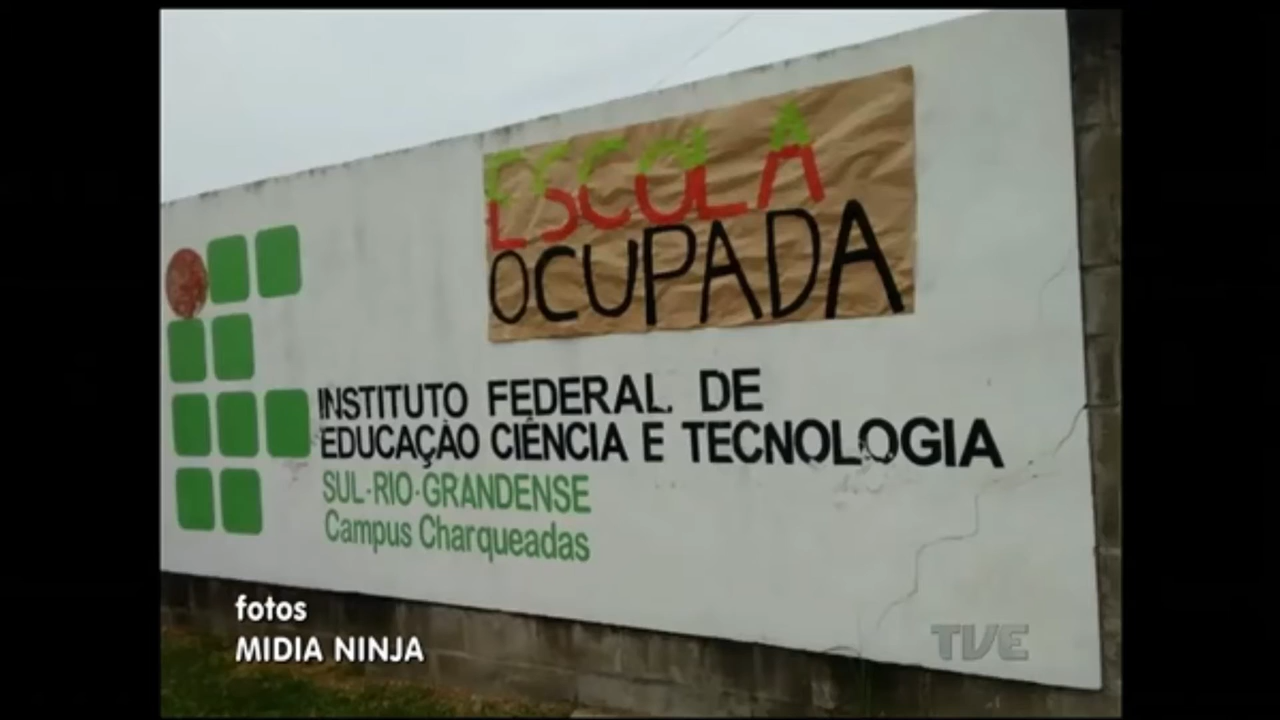 ESCOLA
OCUPADA
INSTITUTO FEDERAL DE
EDUCAÇÃO CIÊNCIA E TECNOLOGIA
SUL-RIO-GRANDENSE
Campus Charqueadas
fotos
MIDIA NINJA
TVE